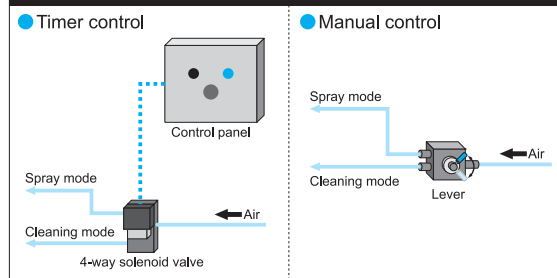 Timer control
Control panel
Spray mode
Air
Cleaning mode
4-way solenoid valve
Manual control
Spray mode
Air
Cleaning mode
Lever